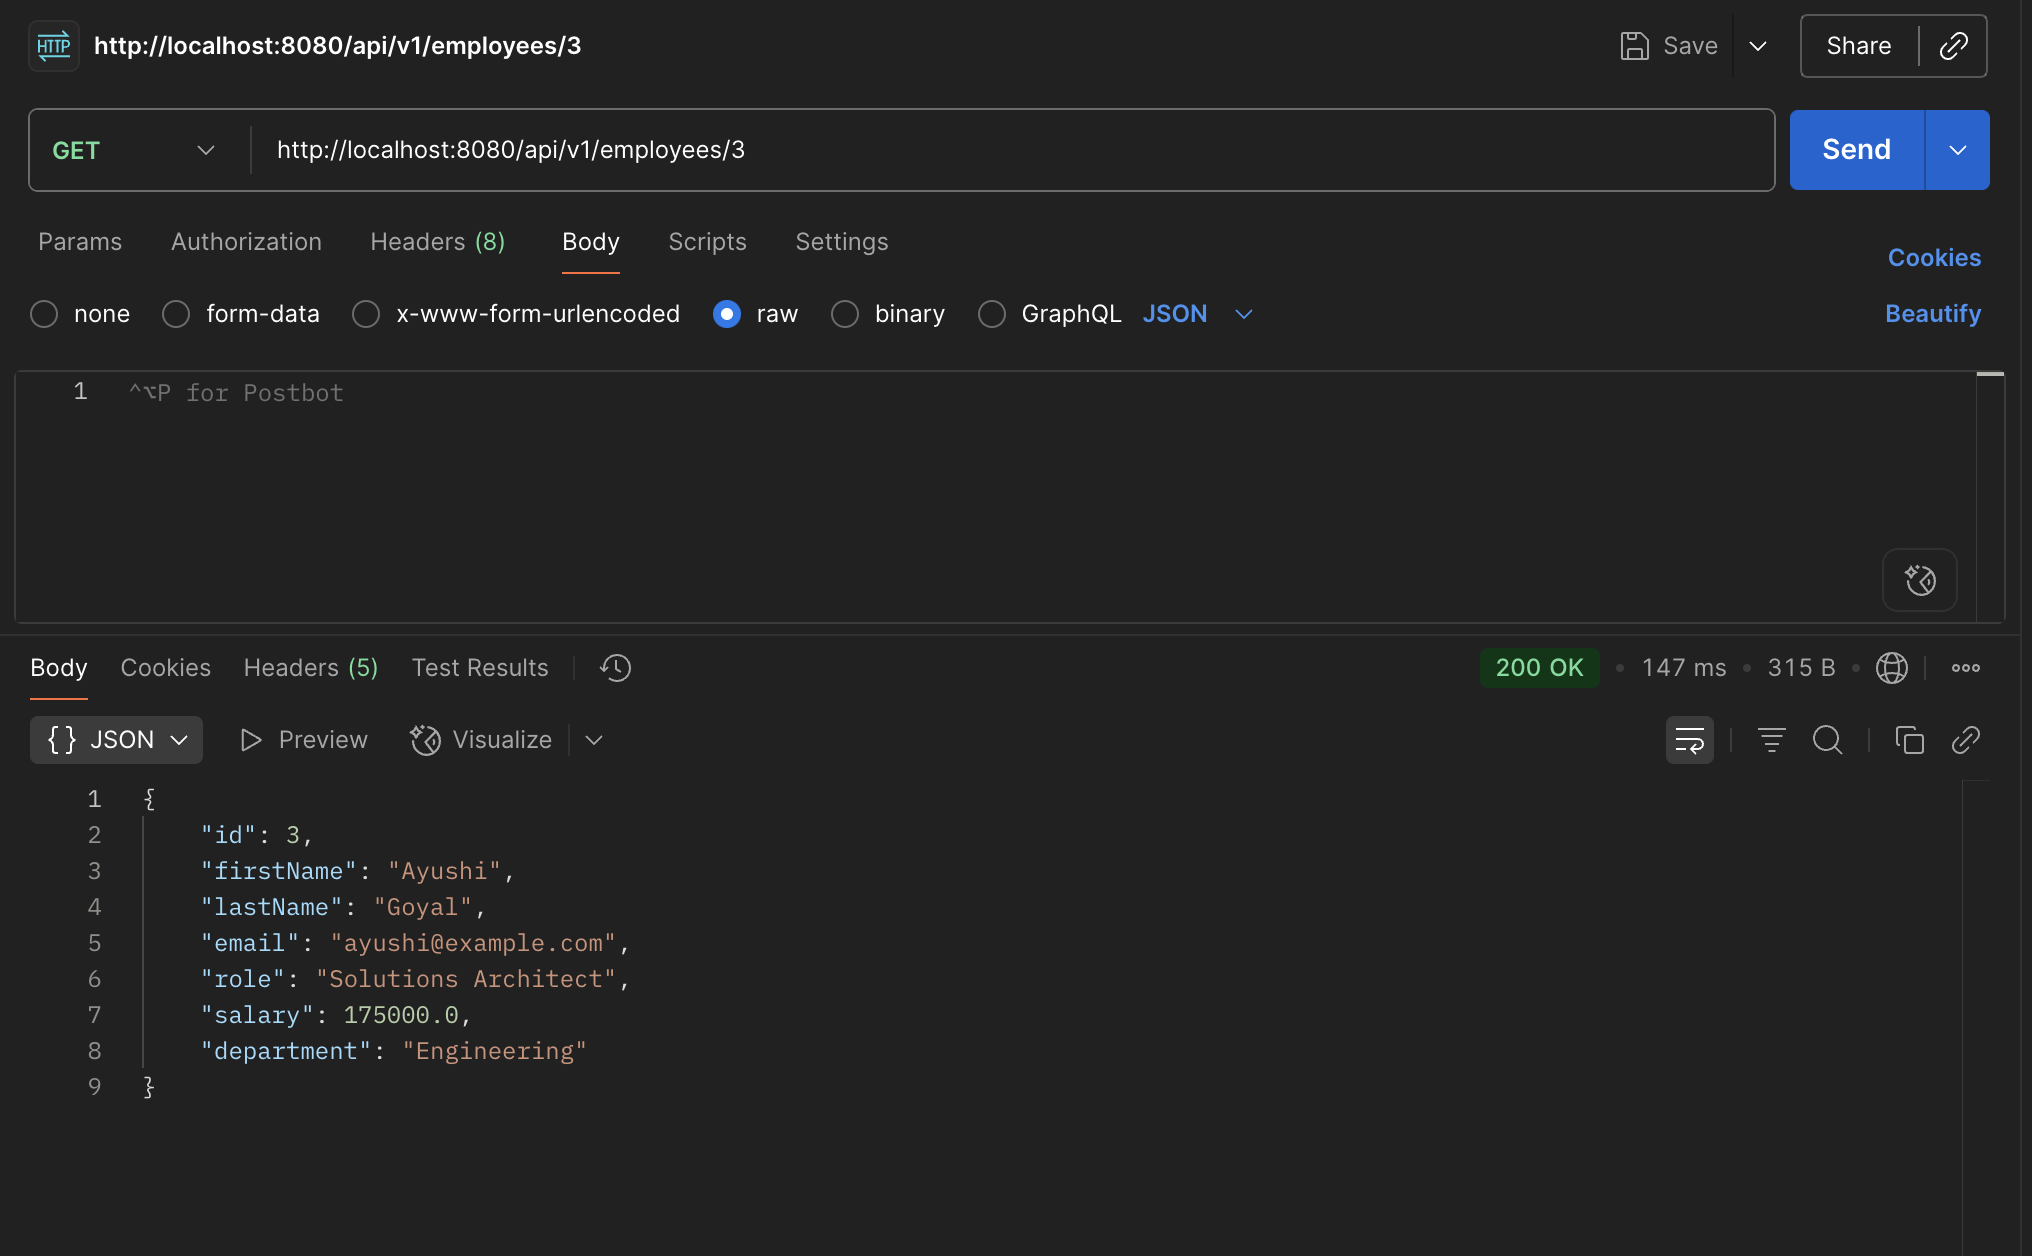 HTTP http://localhost:8080/api/v1/employees/3 Save Share
GET http://localhost:8080/api/v1/employees/3 Send
Params Authorization Headers (8) Body Scripts Settings Cookies
none form-data x-www-form-urlencoded raw binary GraphQL JSON Beautify
1 ^⌥P for Postbot
Body Cookies Headers (5) Test Results 200 OK • 147 ms • 315 B •
{} JSON Preview Visualize
1 {
2 "id": 3,
3 "firstName": "Ayushi",
4 "lastName": "Goyal",
5 "email": "ayushi@example.com",
6 "role": "Solutions Architect",
7 "salary": 175000.0,
8 "department": "Engineering"
9 }